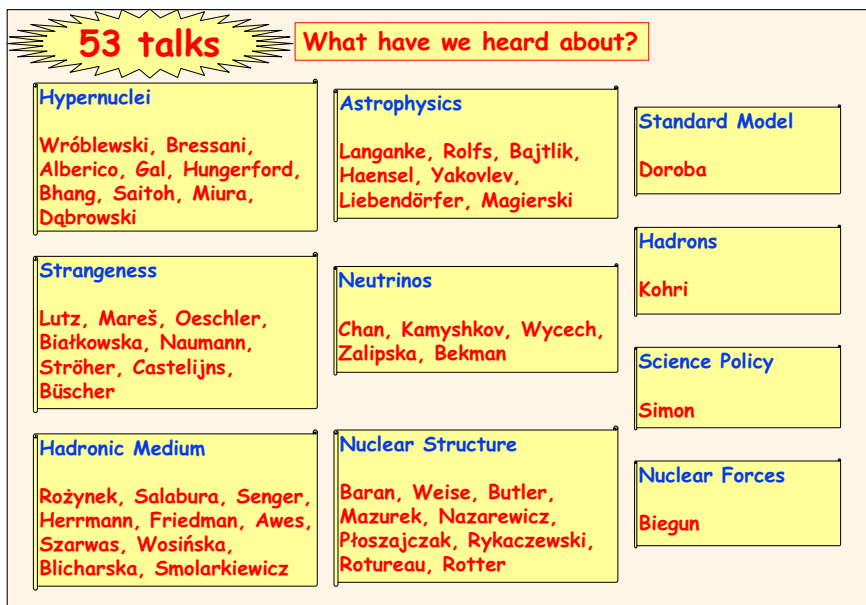 53 talks
What have we heard about?
Hypernuclei
Wróblewski, Bressani,
Alberico, Gal, Hungerford,
Bhang, Saitoh, Miura,
Dąbrowski
Strangeness
Lutz, Mareš, Oeschler,
Białkowska, Naumann,
Ströher, Castelijns,
Büscher
Hadronic Medium
Rożynek, Salabura, Senger,
Herrmann, Friedman, Awes,
Szarwas, Wosińska,
Blicharska, Smolarkiewicz
Astrophysics
Langanke, Rolfs, Bajtlik,
Haensel, Yakovlev,
Liebendörfer, Magierski
Neutrinos
Chan, Kamyshkov, Wycech,
Zalipska, Bekman
Nuclear Structure
Baran, Weise, Butler,
Mazurek, Nazarewicz,
Płoszajczak, Rykaczewski,
Rotureau, Rotter
Standard Model
Doroba
Hadrons
Kohri
Science Policy
Simon
Nuclear Forces
Biegun